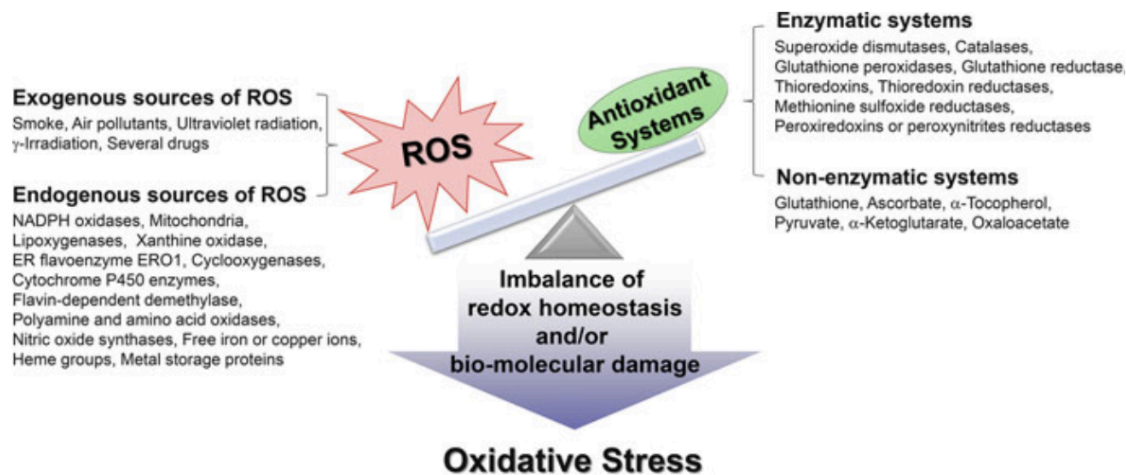 Exogenous sources of ROS
Smoke, Air pollutants, Ultraviolet radiation,
γ-Irradiation, Several drugs
Endogenous sources of ROS
NADPH oxidases, Mitochondria,
Lipoxygenases, Xanthine oxidase,
ER flavoenzyme ERO1, Cyclooxygenases,
Cytochrome P450 enzymes,
Flavin-dependent demethylase,
Polyamine and amino acid oxidases,
Nitric oxide synthases, Free iron or copper ions,
Heme groups, Metal storage proteins
ROS
Antioxidant
Systems
Enzymatic systems
Superoxide dismutases, Catalases,
Glutathione peroxidases, Glutathione reductase,
Thioredoxins, Thioredoxin reductases,
Methionine sulfoxide reductases,
Peroxiredoxins or peroxynitrites reductases
Non-enzymatic systems
Glutathione, Ascorbate, α-Tocopherol,
Pyruvate, α-Ketoglutarate, Oxaloacetate
Imbalance of
redox homeostasis
and/or
bio-molecular damage
Oxidative Stress